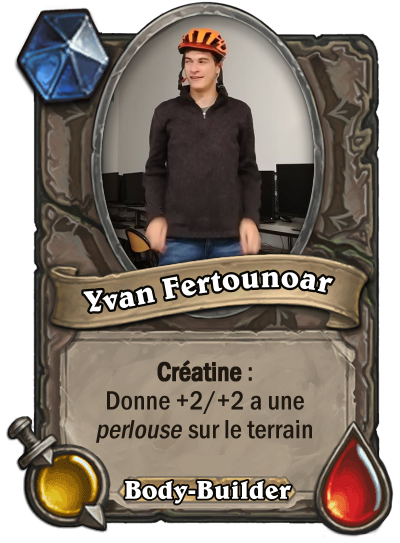 Yvan Fertounoar
Créatine :
Donne +2/+2 a une
perlouse sur le terrain
Body-Builder